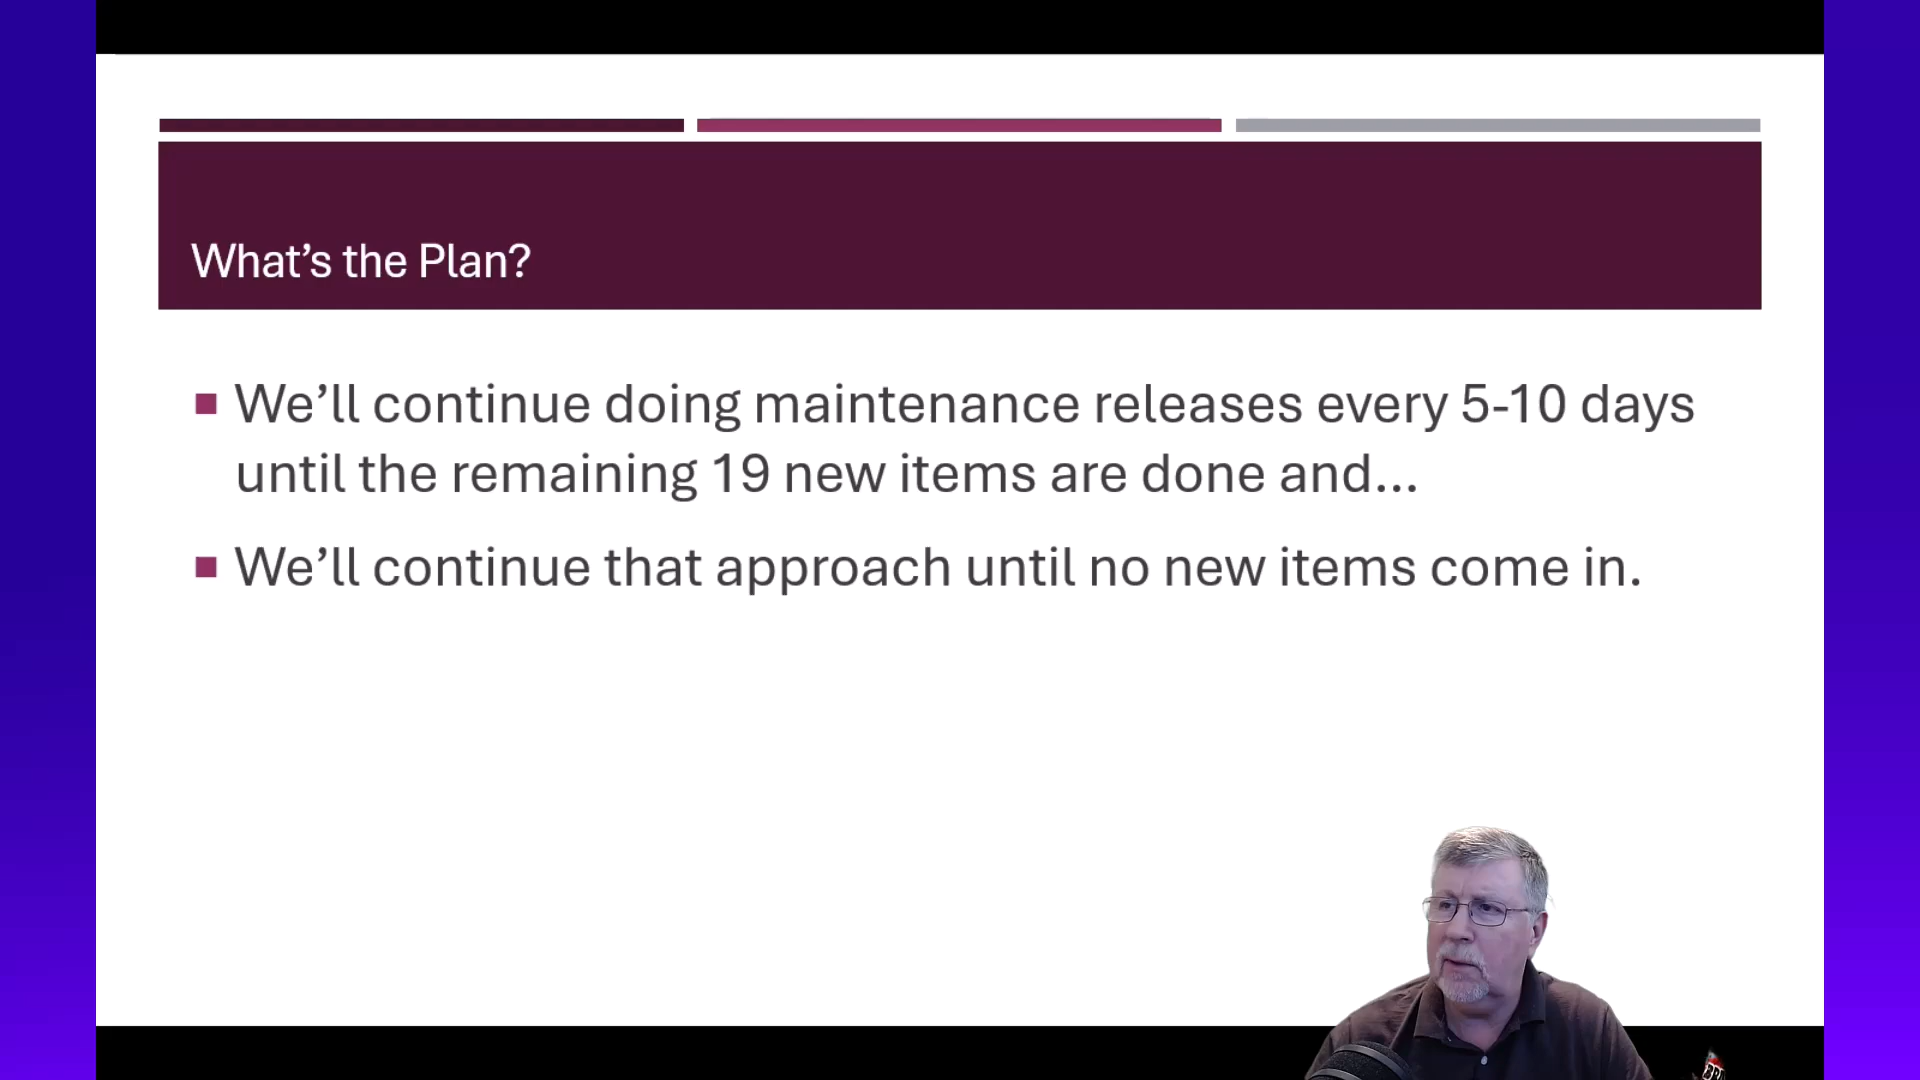 What’s the Plan?
We’ll continue doing maintenance releases every 5-10 days
until the remaining 19 new items are done and...
We’ll continue that approach until no new items come in.